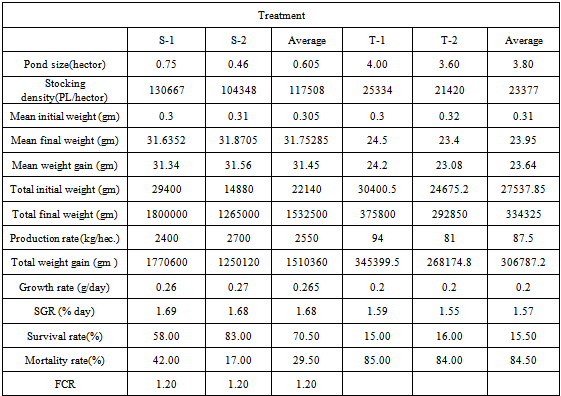 Treatment
S-1 S-2 Average T-1 T-2 Average
Pond size(hector) 0.75 0.46 0.605 4.00 3.60 3.80
Stocking
density(PL/hector) 130667 104348 117508 25334 21420 23377
Mean initial weight (gm) 0.3 0.31 0.305 0.3 0.32 0.31
Mean final weight (gm) 31.6352 31.8705 31.75285 24.5 23.4 23.95
Mean weight gain (gm) 31.34 31.56 31.45 24.2 23.08 23.64
Total initial weight (gm) 29400 14880 22140 30400.5 24675.2 27537.85
Total final weight (gm) 1800000 1265000 1532500 375800 292850 334325
Production rate(kg/hec.) 2400 2700 2550 94 81 87.5
Total weight gain (gm ) 1770600 1250120 1510360 345399.5 268174.8 306787.2
Growth rate (g/day) 0.26 0.27 0.265 0.2 0.2 0.2
SGR (% day) 1.69 1.68 1.68 1.59 1.55 1.57
Survival rate(%) 58.00 83.00 70.50 15.00 16.00 15.50
Mortality rate(%) 42.00 17.00 29.50 85.00 84.00 84.50
FCR 1.20 1.20 1.20